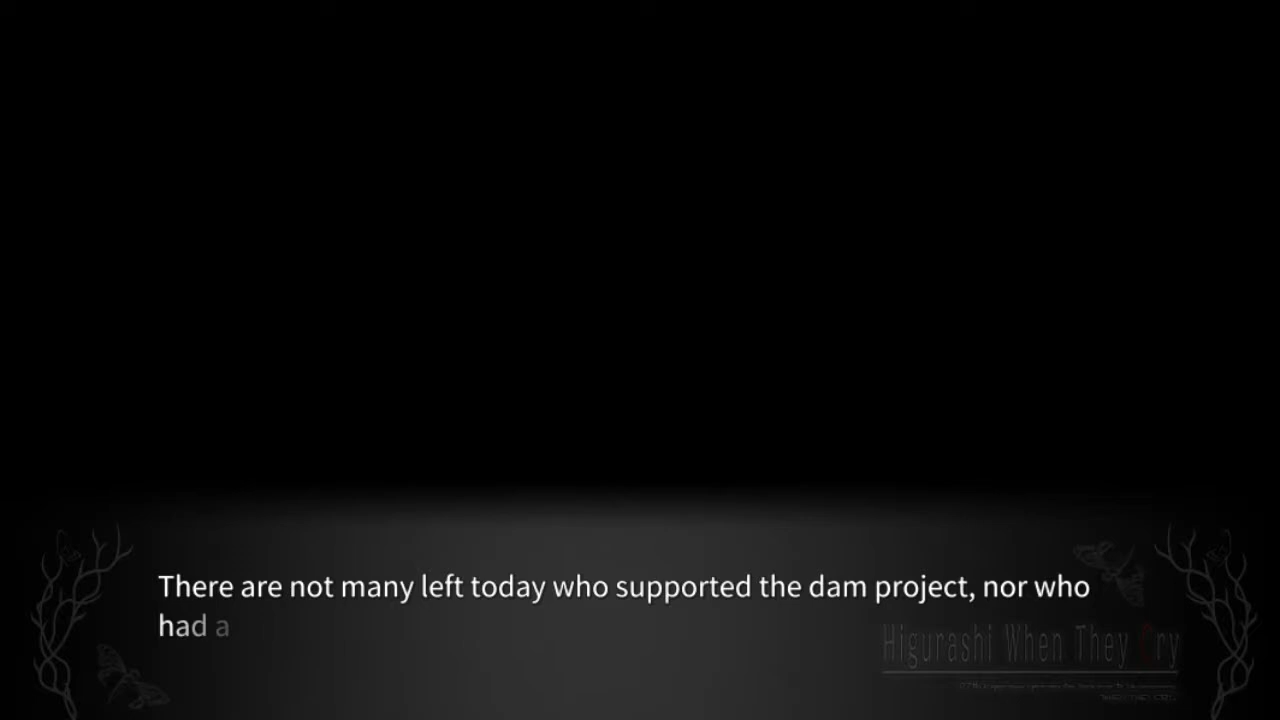 There are not many left today who supported the dam project, nor who
had a
Higurashi When They Cry